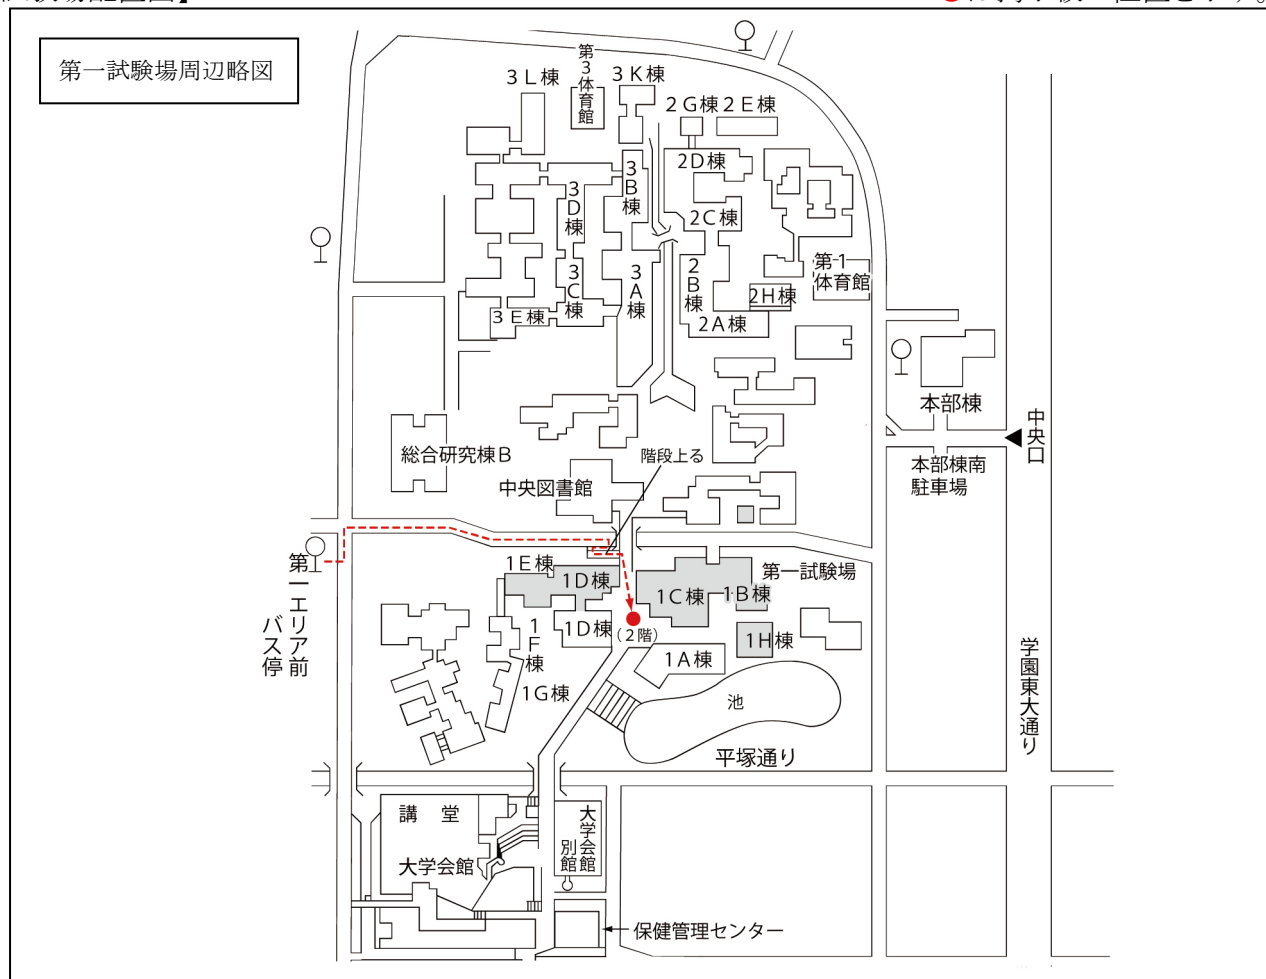 第一試験場周辺略図
3L棟
第3体育館
3K棟
2G棟
2E棟
2D棟
3B棟
3D棟
2C棟
第1
体育館
3C棟
3A棟
2B棟
2H棟
3E棟
2A棟
本部棟
中央口
総合研究棟B
階段上る
本部棟南
駐車場
中央図書館
第一エリア前
バス停
1E棟
1D棟
第一試験場
1C棟
1B棟
1F棟
1D棟
(2階)
1H棟
1A棟
1G棟
池
学園東大通り
平塚通り
講堂
大学会館
別館
大学会館
保健管理センター